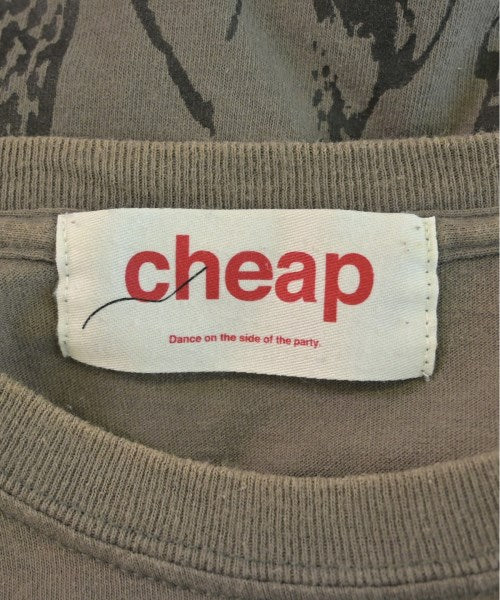 cheap
Dance on the side of the party.